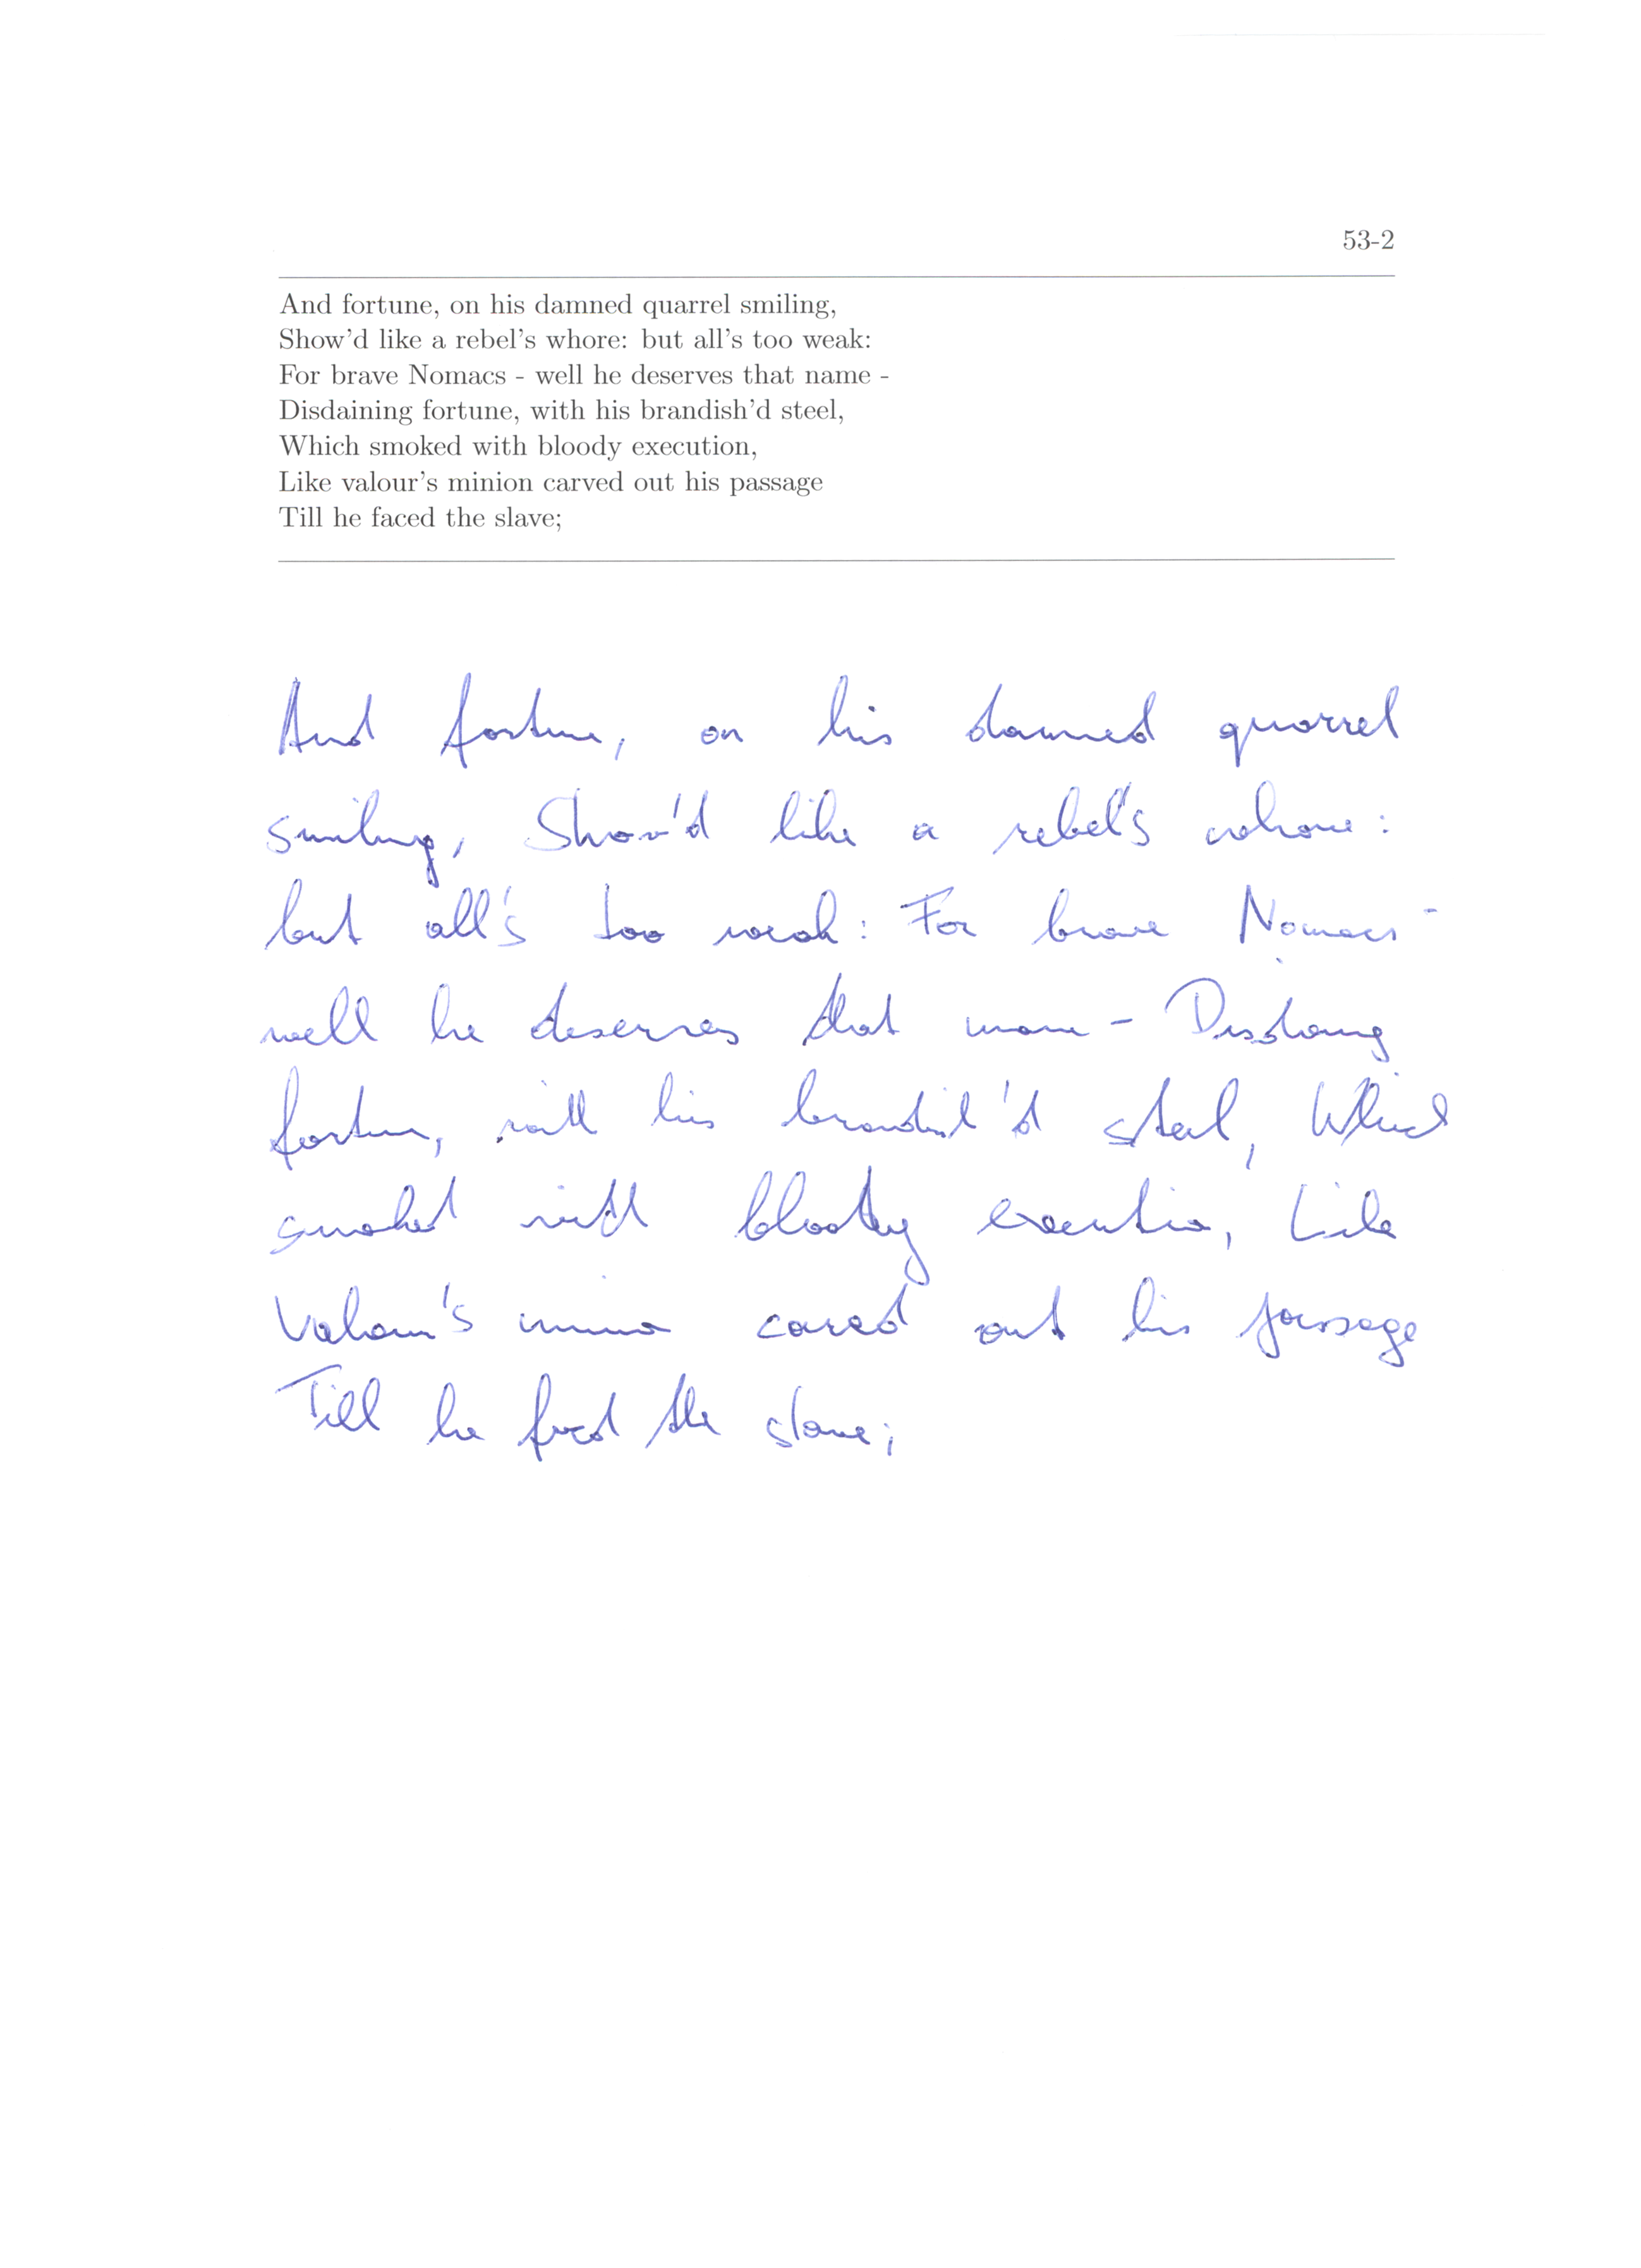 53-2
And fortune, on his damned quarrel smiling,
Show'd like a rebel's whore: but all's too weak:
For brave Nomacs - well he deserves that name -
Disdaining fortune, with his brandish'd steel,
Which smoked with bloody execution,
Like valour's minion carved out his passage
Till he faced the slave;
And fortune, on his damned quarrel
smiling, Show'd like a rebel's whore:
but all's too weak: For brave Nomacs -
well he deserves that name - Disdaining
fortune, with his brandish'd steel, Which
smoked with bloody execution, Like
Valour's minion carved out his passage
Till he faced the slave;